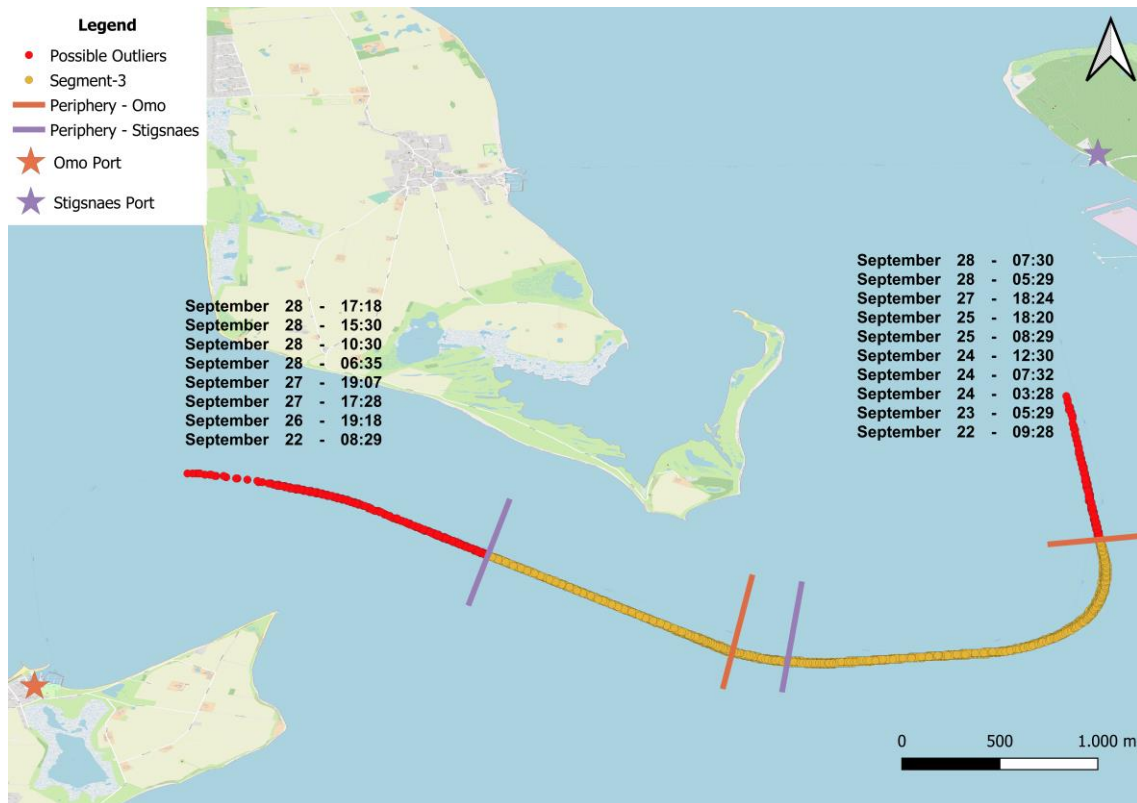 Legend
Possible Outliers
Segment-3
Periphery - Omo
Periphery - Stigsnaes
Omo Port
Stigsnaes Port
September 28 - 17:18
September 28 - 15:30
September 28 - 10:30
September 28 - 06:35
September 27 - 19:07
September 27 - 17:28
September 26 - 19:18
September 22 - 08:29
September 28 - 07:30
September 28 - 05:29
September 27 - 18:24
September 25 - 18:20
September 25 - 08:29
September 24 - 12:30
September 24 - 07:32
September 24 - 03:28
September 23 - 05:29
September 22 - 09:28
0 500 1.000 m